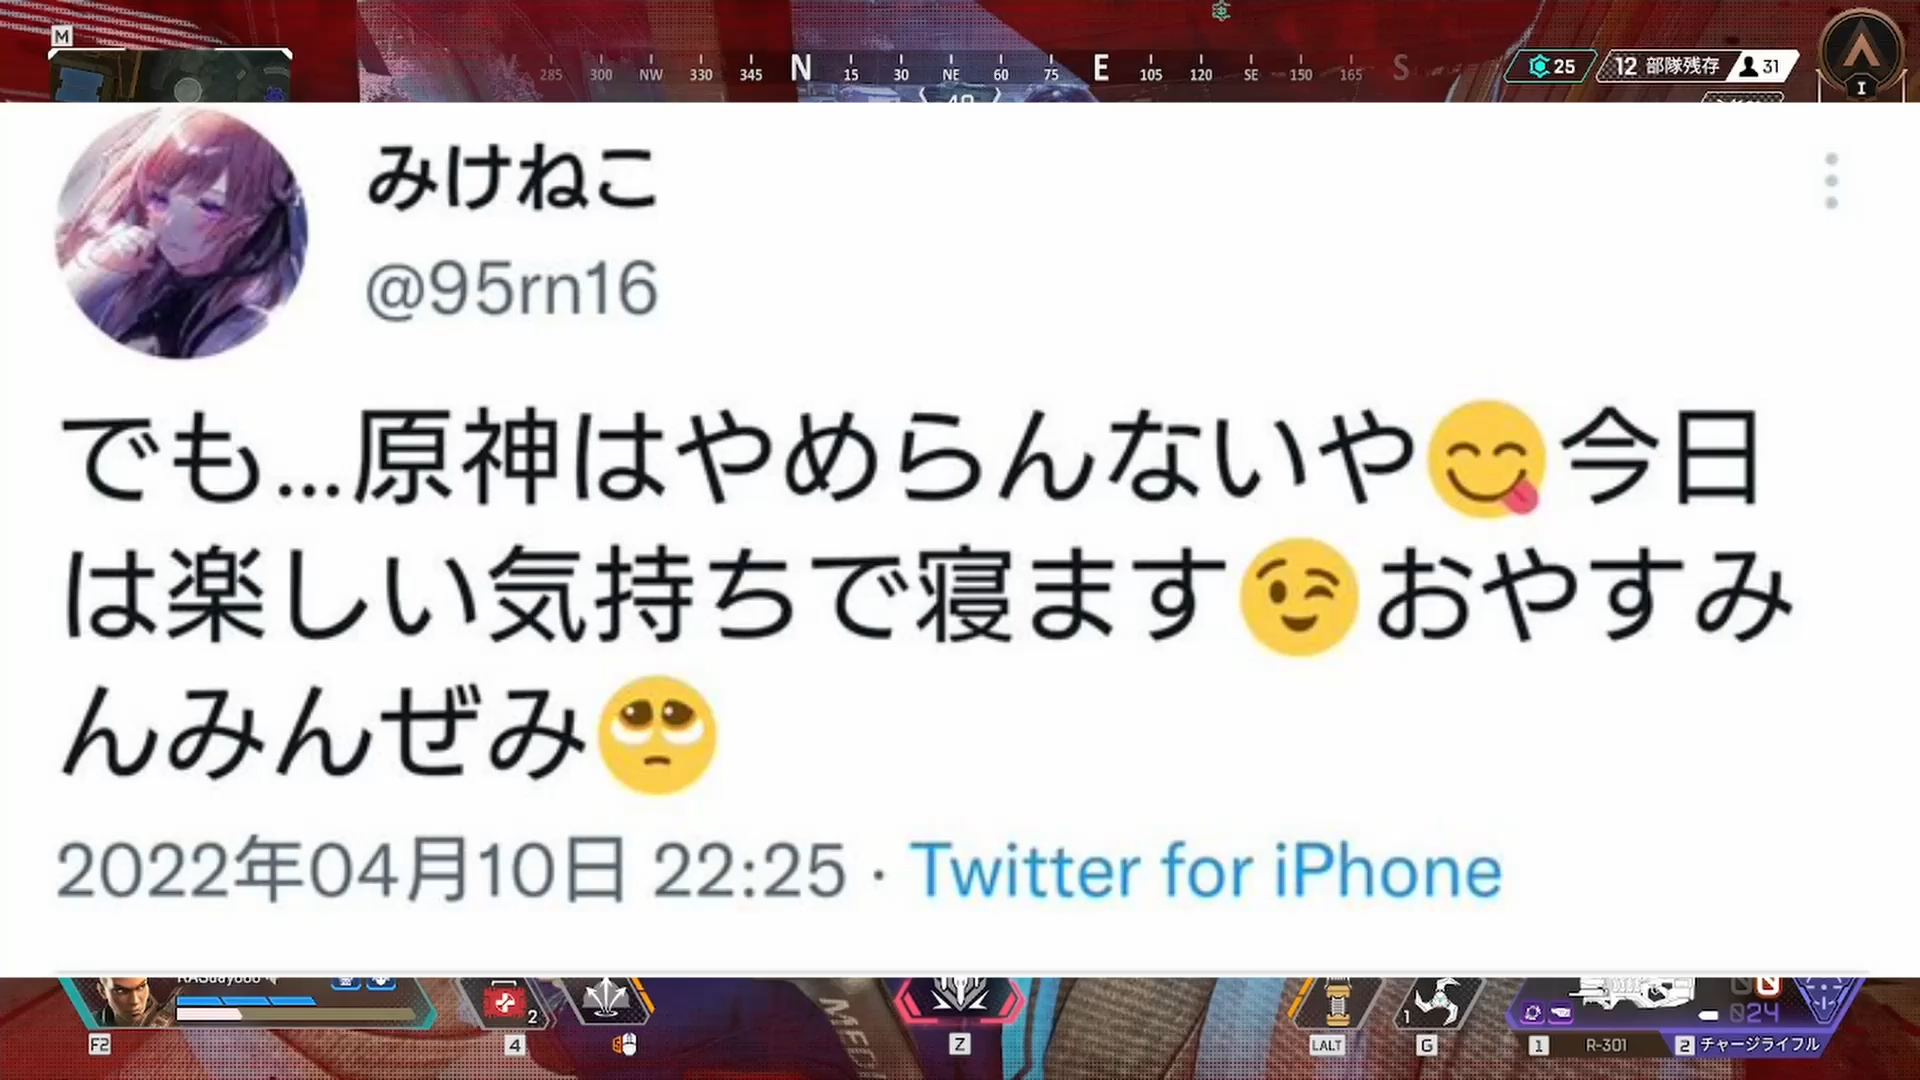 M
285 300 NW 330 345 N 15 30 NE 60 75 E 105 120 SE 150 165 S
25
12 部隊残存 31
I
みけねこ
@95rn16
でも...原神はやめらんないや😋今日
は楽しい気持ちで寝ます😉おやすみ
んみんぜみ🥺
2022年04月10日 22:25 · Twitter for iPhone
2
1
024
F2 4 Z LALT G 1 R-301 2 チャージライフル